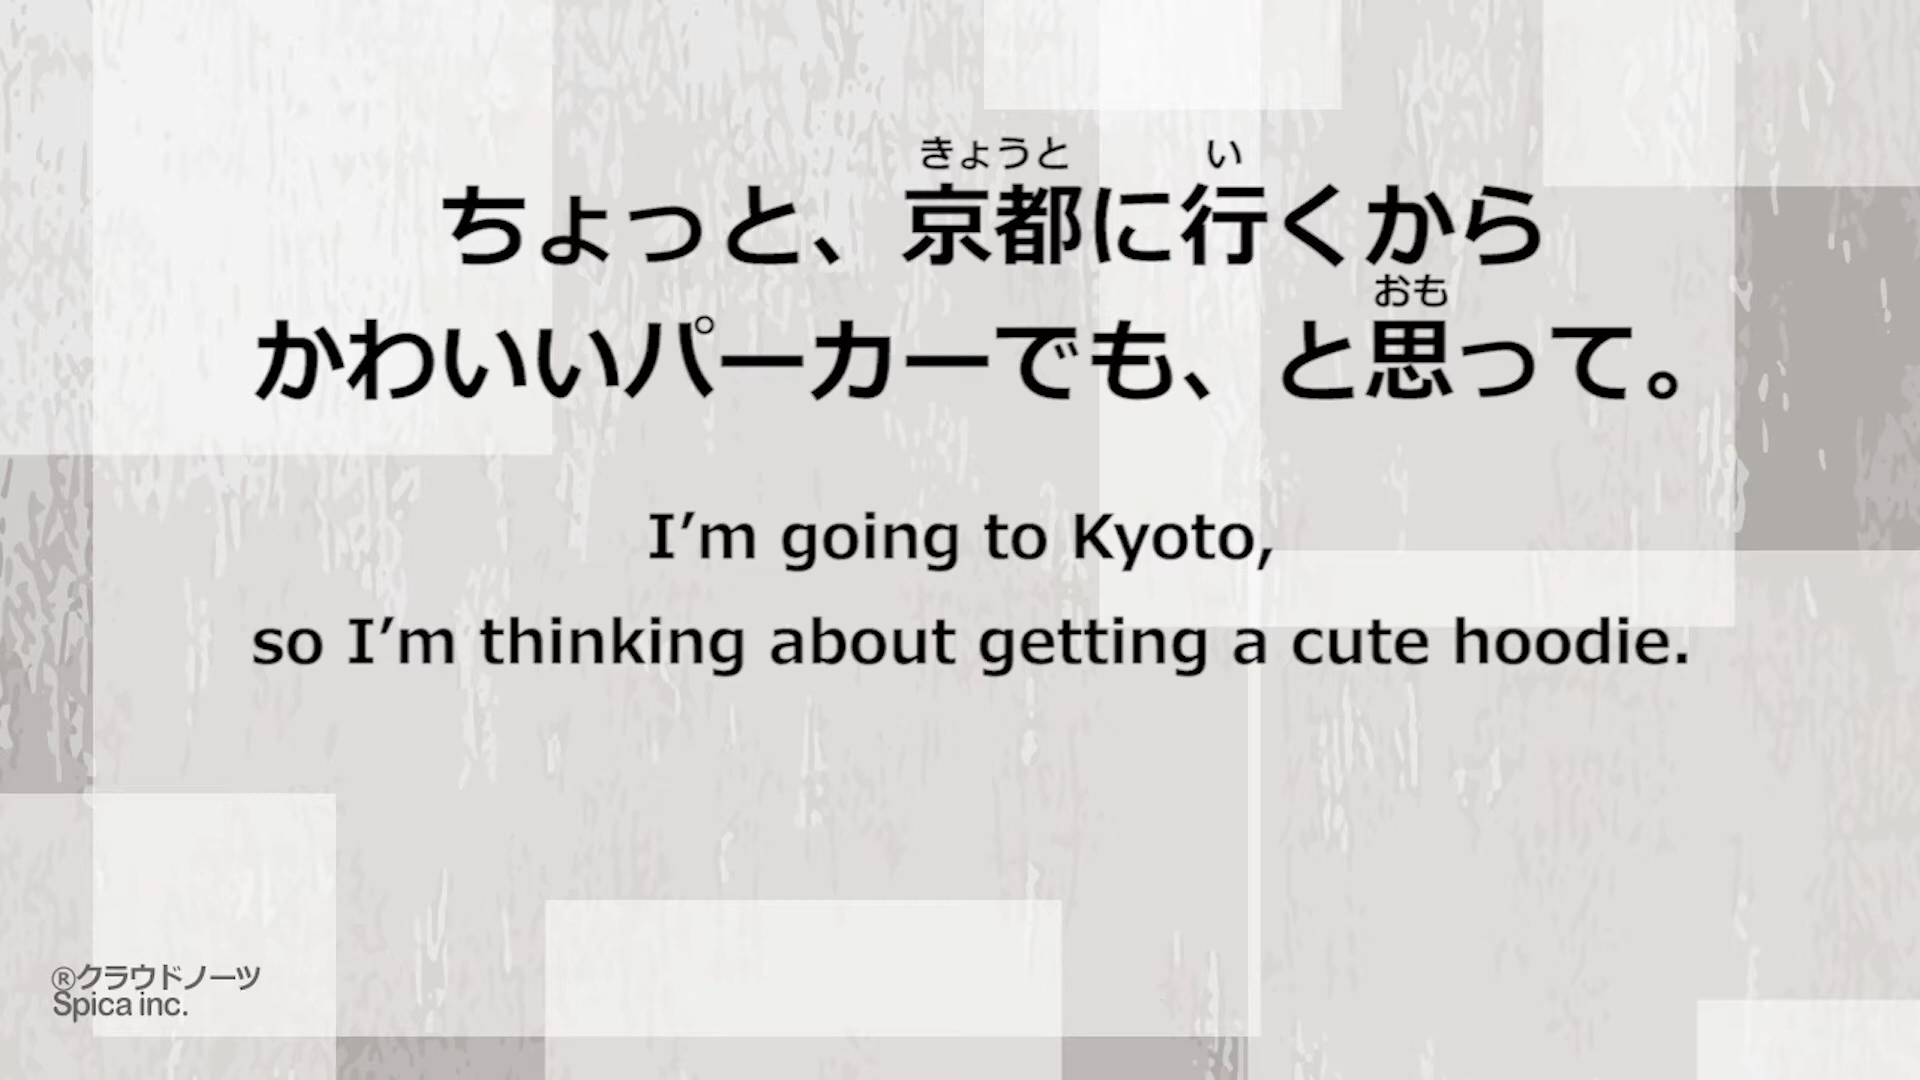 きょうと い
ちょっと、京都に行くから
おも
かわいいパーカーでも、と思って。
I’m going to Kyoto,
so I’m thinking about getting a cute hoodie.
®クラウドノーツ
Spica inc.